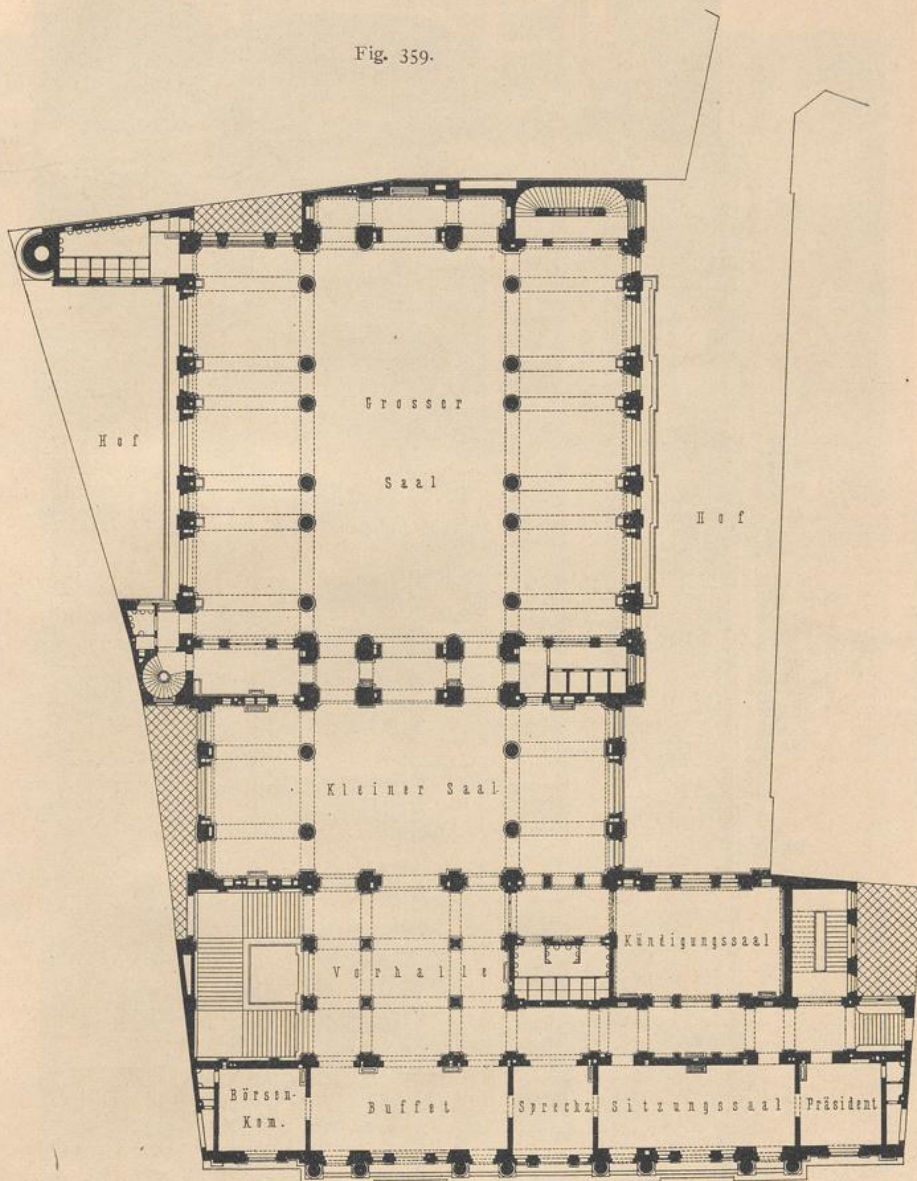 Fig. 359.
Grosser
Saal
Hof
Hof
Kleiner Saal
Vorhalle
Kündigungssaal
Börsen-
Kom.
Buffet
Sprechz.
Sitzungssaal
Präsident